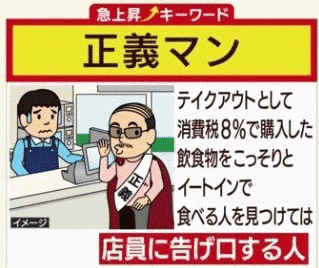 急上昇キーワード
正義マン
テイクアウトとして
消費税8%で購入した
飲食物をこっそりと
イートインで
食べる人を見つけては
店員に告げ口する人
正義
イメージ